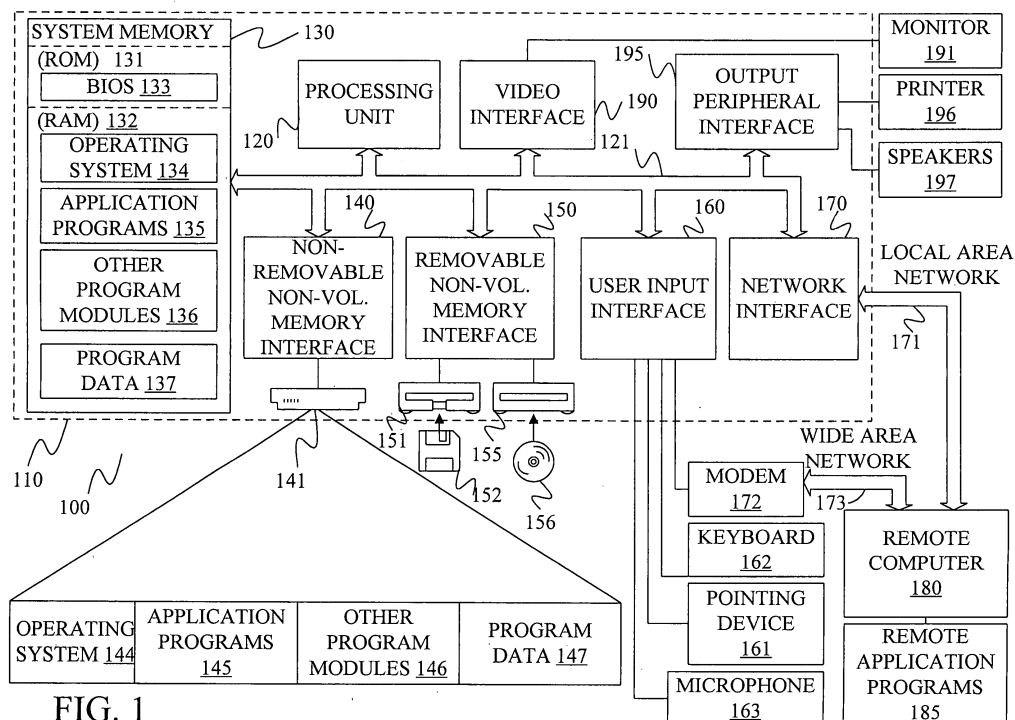 SYSTEM MEMORY
130
(ROM) 131
BIOS 133
(RAM) 132
OPERATING
SYSTEM 134
APPLICATION
PROGRAMS 135
OTHER
PROGRAM
MODULES 136
PROGRAM
DATA 137
PROCESSING
UNIT
120
VIDEO
INTERFACE
190
195
OUTPUT
PERIPHERAL
INTERFACE
121
MONITOR
191
PRINTER
196
SPEAKERS
197
140
NON-
REMOVABLE
NON-VOL.
MEMORY
INTERFACE
150
REMOVABLE
NON-VOL.
MEMORY
INTERFACE
160
USER INPUT
INTERFACE
170
NETWORK
INTERFACE
LOCAL AREA
NETWORK
171
110
100
141
151
152
155
156
WIDE AREA
NETWORK
173
MODEM
172
KEYBOARD
162
POINTING
DEVICE
161
MICROPHONE
163
REMOTE
COMPUTER
180
REMOTE
APPLICATION
PROGRAMS
185
OPERATING
SYSTEM 144
APPLICATION
PROGRAMS
145
OTHER
PROGRAM
MODULES 146
PROGRAM
DATA 147
FIG. 1